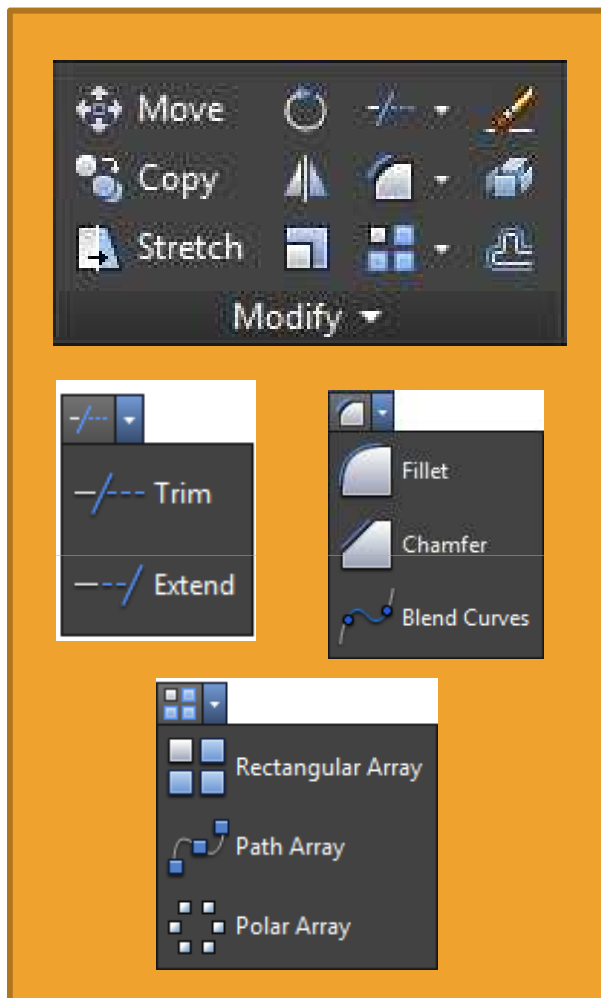 Move
Copy
Stretch
Modify
Trim
Extend
Fillet
Chamfer
Blend Curves
Rectangular Array
Path Array
Polar Array